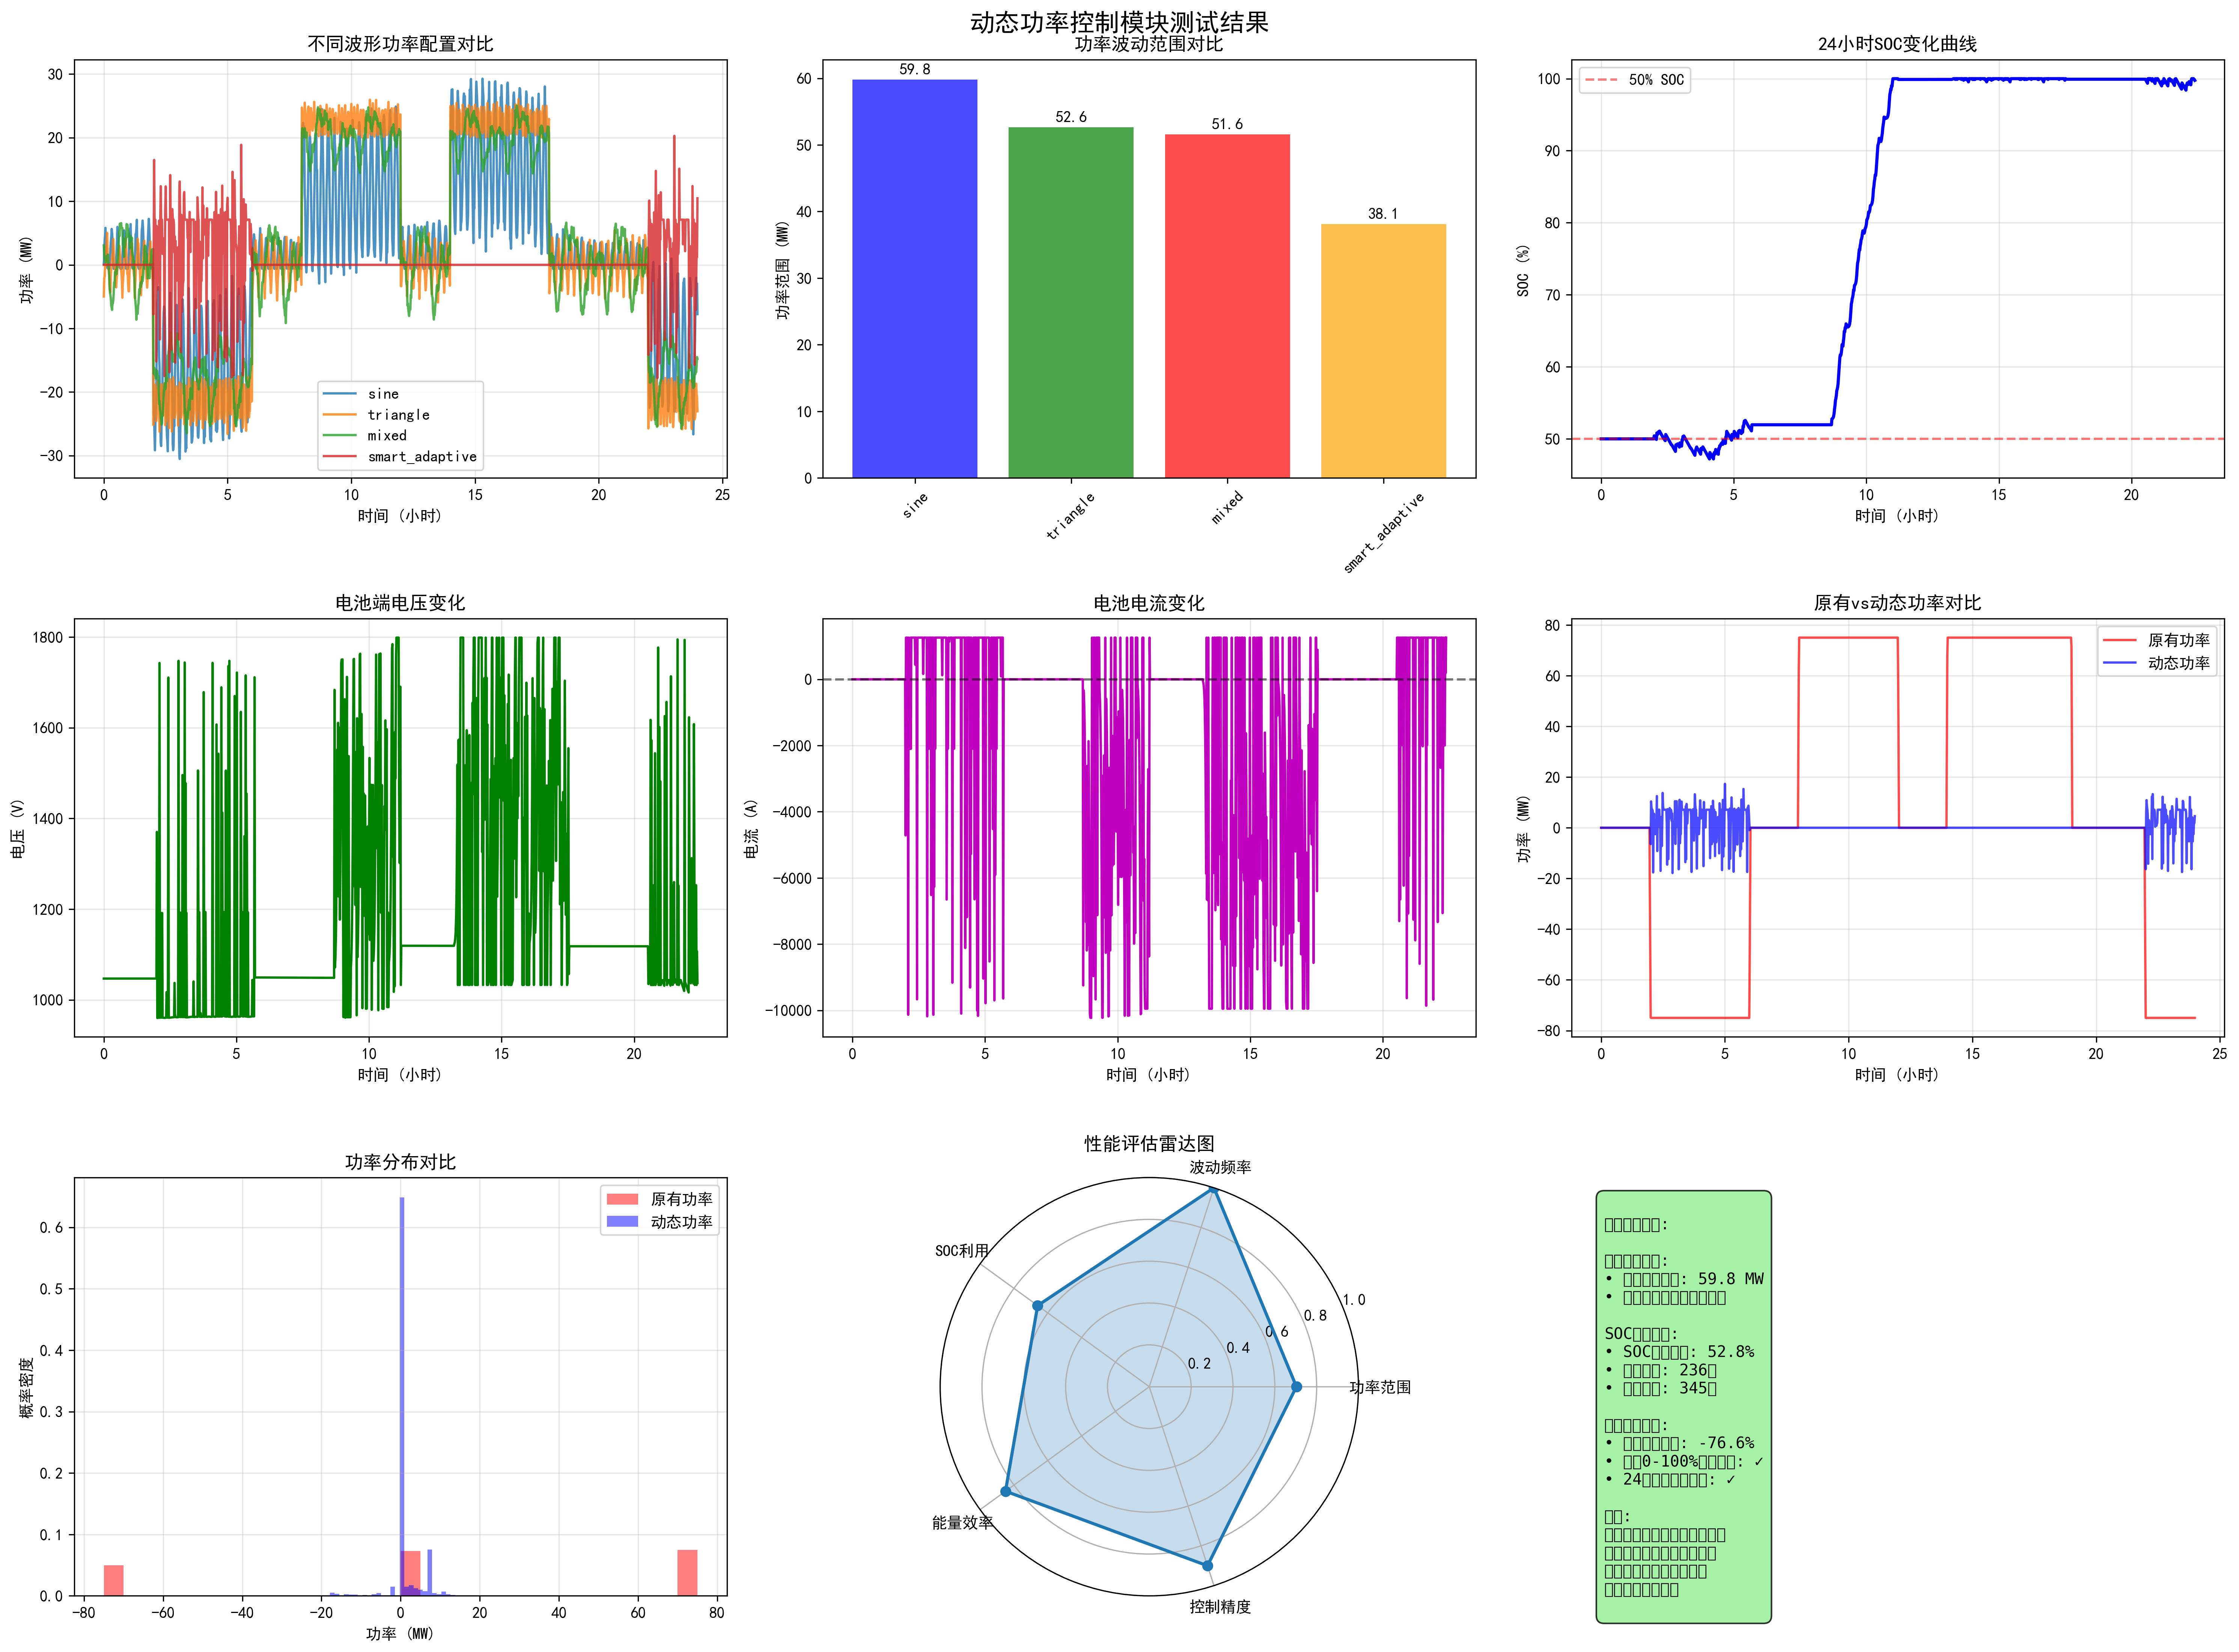 动态功率控制模块测试结果
不同波形功率配置对比
功率 (MW)
30
20
10
0
−10
−20
−30
sine
triangle
mixed
smart_adaptive
0 5 10 15 20 25
时间 (小时)
功率波动范围对比
功率范围 (MW)
60
50
40
30
20
10
0
59.8
52.6
51.6
38.1
sine
triangle
mixed
smart_adaptive
24小时SOC变化曲线
SOC (%)
100
90
80
70
60
50
50% SOC
0 5 10 15 20
时间 (小时)
电池端电压变化
电压 (V)
1800
1600
1400
1200
1000
0 5 10 15 20
时间 (小时)
电池电流变化
电流 (A)
0
−2000
−4000
−6000
−8000
−10000
0 5 10 15 20
时间 (小时)
原有vs动态功率对比
功率 (MW)
80
60
40
20
0
−20
−40
−60
−80
原有功率
动态功率
0 5 10 15 20 25
时间 (小时)
功率分布对比
概率密度
0.6
0.5
0.4
0.3
0.2
0.1
0.0
原有功率
动态功率
−80 −60 −40 −20 0 20 40 60 80
功率 (MW)
性能评估雷达图
波动频率
SOC利用
功率范围
能量效率
控制精度
0.2
0.4
0.6
0.8
1.0
: 
:
• : 59.8 MW
•
SOC:
• SOC: 52.8%
• : 236
• : 345
:
• : -76.6%
• 0-100%: ✓
• 24: ✓
: